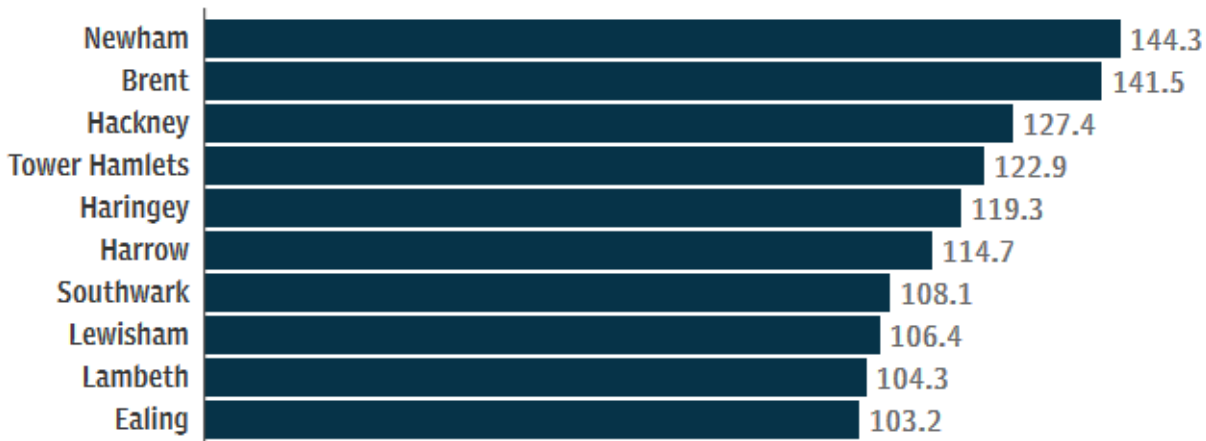 Newham 144.3
Brent 141.5
Hackney 127.4
Tower Hamlets 122.9
Haringey 119.3
Harrow 114.7
Southwark 108.1
Lewisham 106.4
Lambeth 104.3
Ealing 103.2